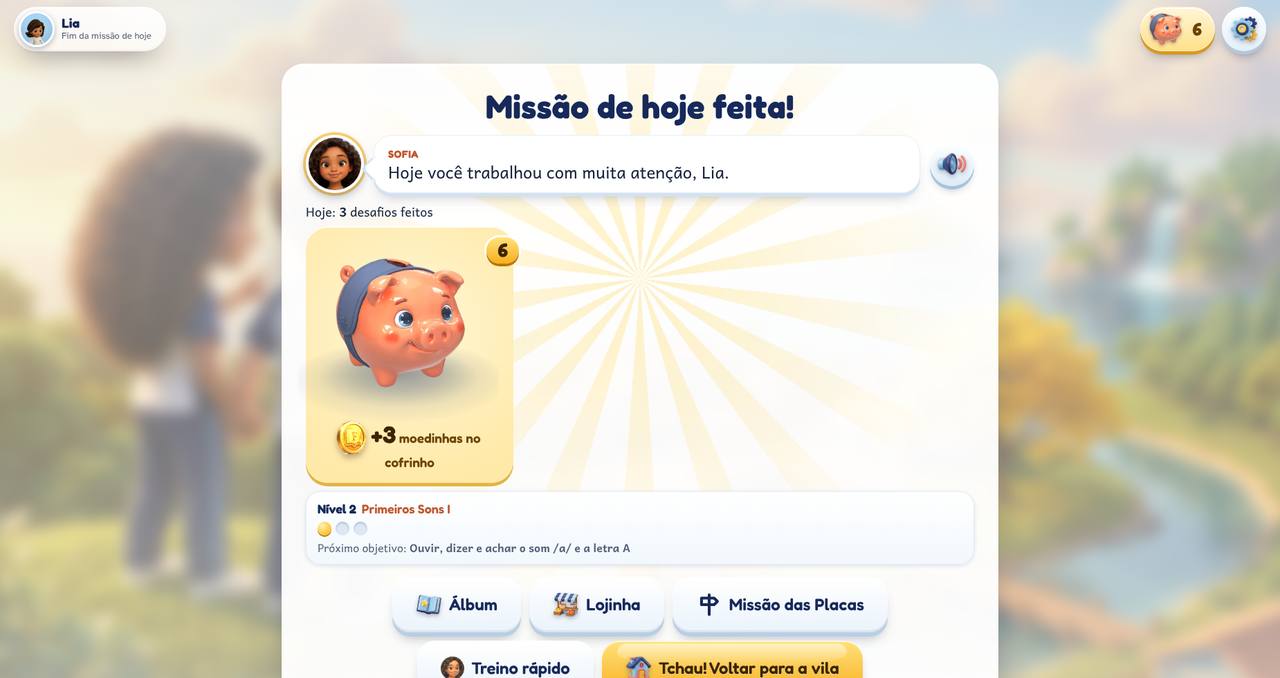 Lia
Fim da missão de hoje
6
Missão de hoje feita!
SOFIA
Hoje você trabalhou com muita atenção, Lia.
Hoje: 3 desafios feitos
6
+3 moedinhas no
cofrinho
Nível 2 Primeiros Sons I
Próximo objetivo: Ouvir, dizer e achar o som /a/ e a letra A
Álbum
Lojinha
Missão das Placas
Treino rápido
Tchau! Voltar para a vila